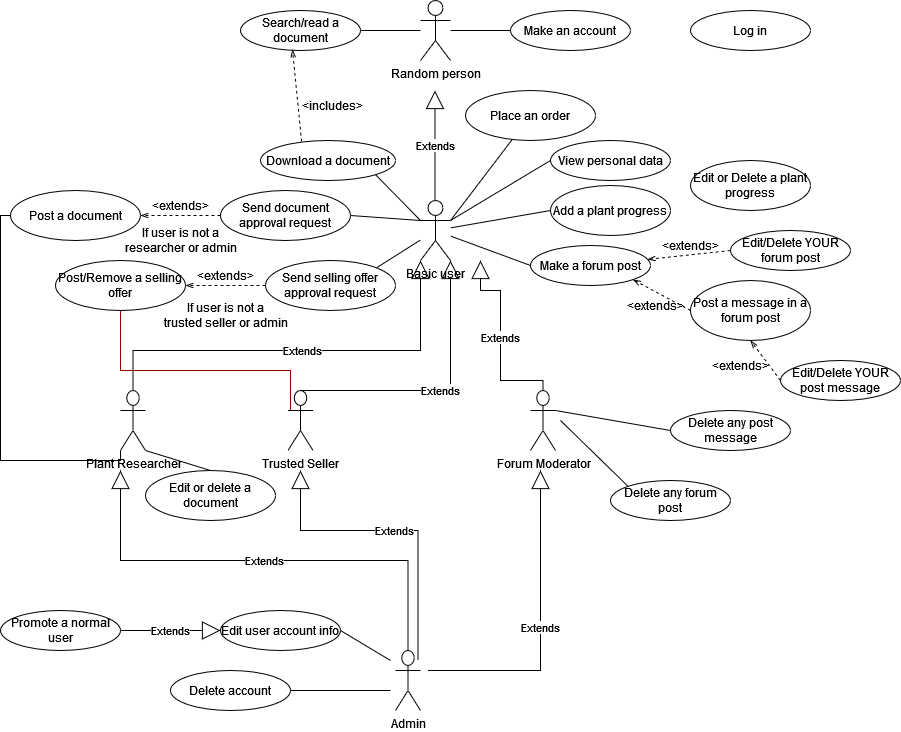 Search/read a
document
Make an account
Log in
Random person
<includes>
Place an order
Extends
Download a document
View personal data
Edit or Delete a plant
progress
Post a document
<extends>
Send document
approval request
Add a plant progress
If user is not a
researcher or admin
Basic user
Make a forum post
<extends>
Edit/Delete YOUR
forum post
Post/Remove a selling
offer
<extends>
Send selling offer
approval request
If user is not a
trusted seller or admin
<extends>
Post a message in a
forum post
Extends
Extends
<extends>
Edit/Delete YOUR
post message
Extends
Plant Researcher
Trusted Seller
Forum Moderator
Delete any post
message
Edit or delete a
document
Delete any forum
post
Extends
Extends
Promote a normal
user
Extends
Edit user account info
Extends
Delete account
Admin